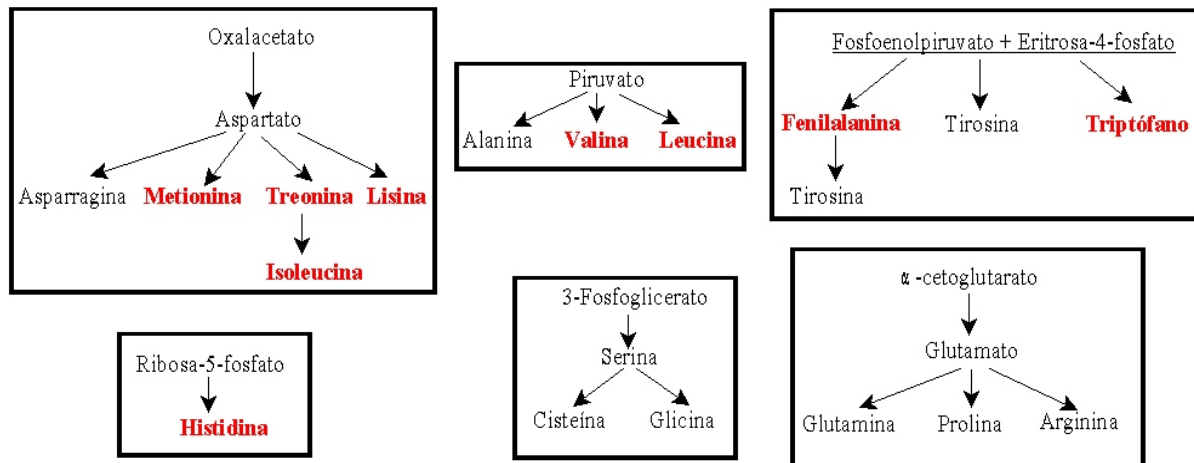 Oxalacetato
Aspartato
Asparragina Metionina Treonina Lisina
Isoleucina
Piruvato
Alanina Valina Leucina
Fosfoenolpiruvato + Eritrosa-4-fosfato
Fenilalanina Tirosina Triptófano
Tirosina
Ribosa-5-fosfato
Histidina
3-Fosfoglicerato
Serina
Cisteína Glicina
α -cetoglutarato
Glutamato
Glutamina Prolina Arginina